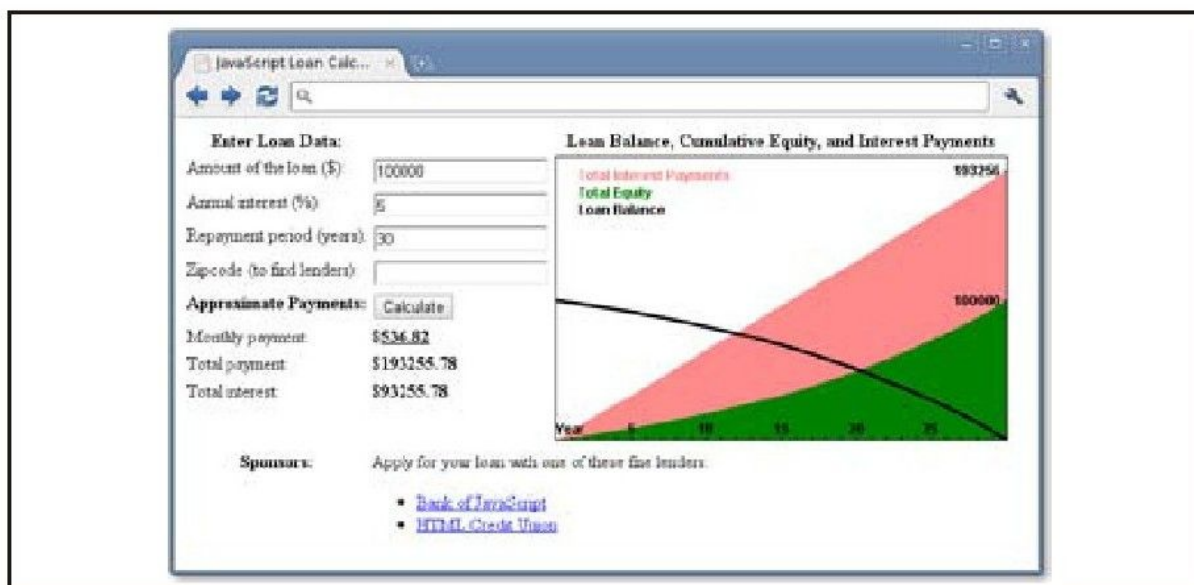 JavaScript Loan Calc...
Enter Loan Data:
Amount of the loan ($):
100000
Annual interest (%):
5
Repayment period (years):
30
Zipcode (to find lenders):
Approximate Payments:
Calculate
Monthly payment:
$536.82
Total payment:
$193255.78
Total interest:
$93255.78
Loan Balance, Cumulative Equity, and Interest Payments
Total Interest Payments
Total Equity
Loan Balance
193256
100000
Year 5 10 15 20 25
Sponsors:
Apply for your loan with one of these fine lenders:
Bank of JavaScript
HTML Credit Union